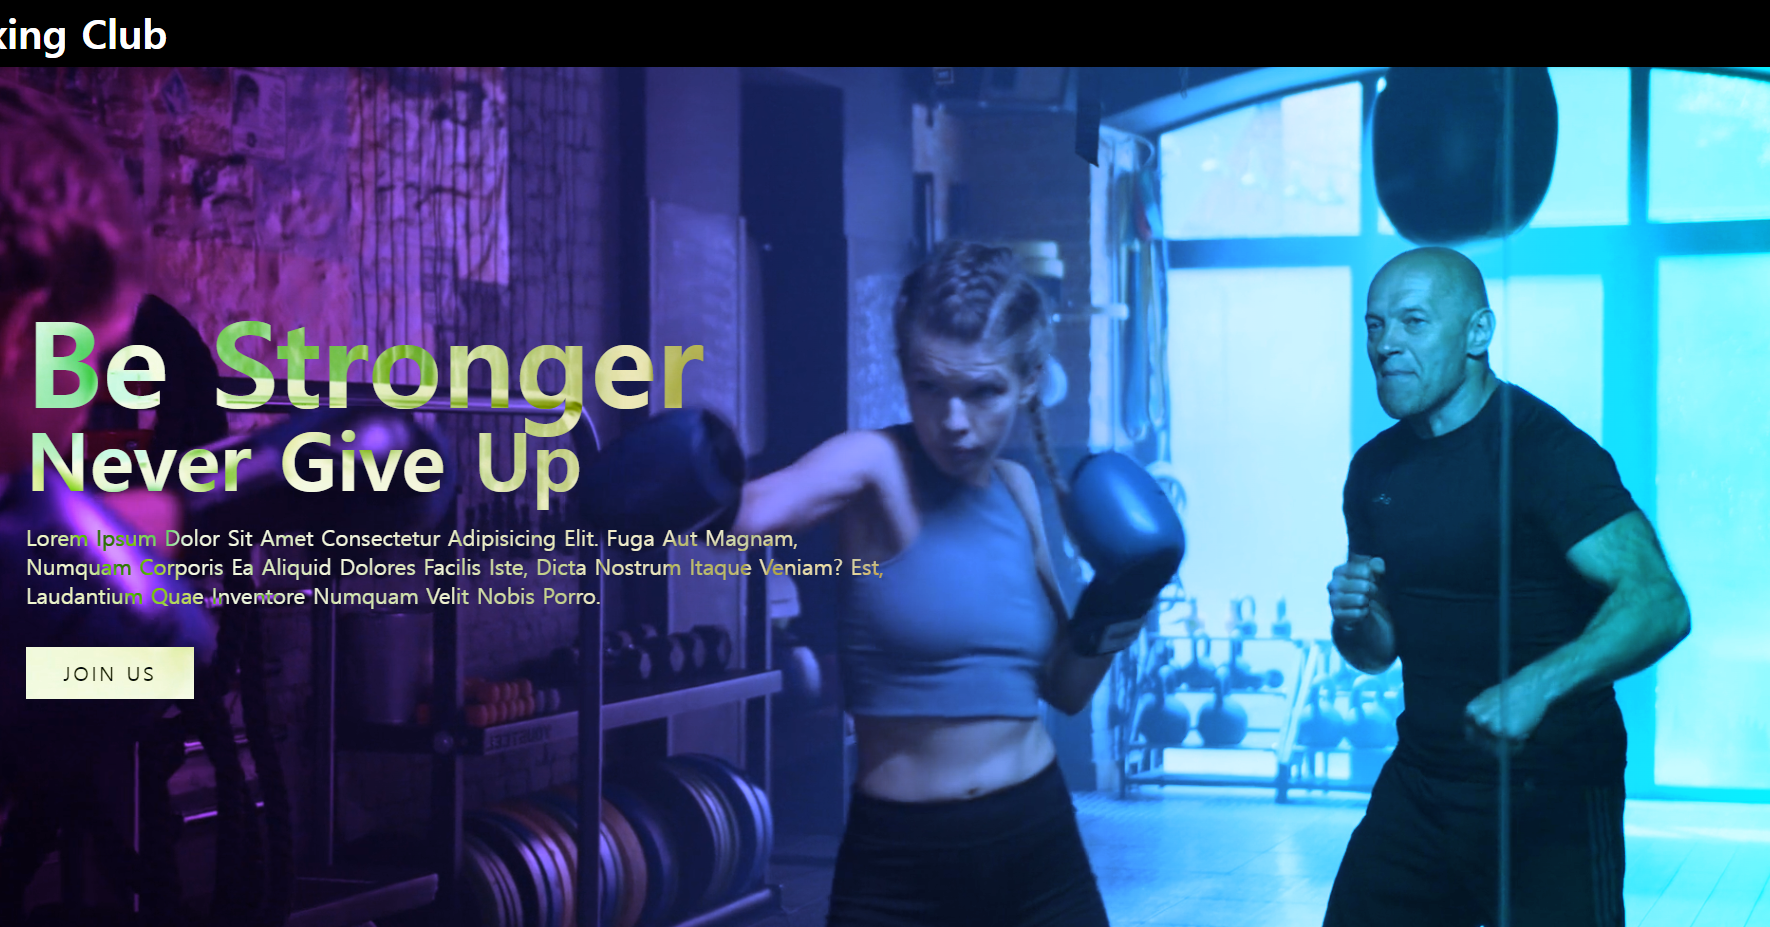 king Club
Be Stronger
Never Give Up
Lorem Ipsum Dolor Sit Amet Consectetur Adipisicing Elit. Fuga Aut Magnam,
Numquam Corporis Ea Aliquid Dolores Facilis Iste, Dicta Nostrum Itaque Veniam? Est,
Laudantium Quae Inventore Numquam Velit Nobis Porro.
JOIN US